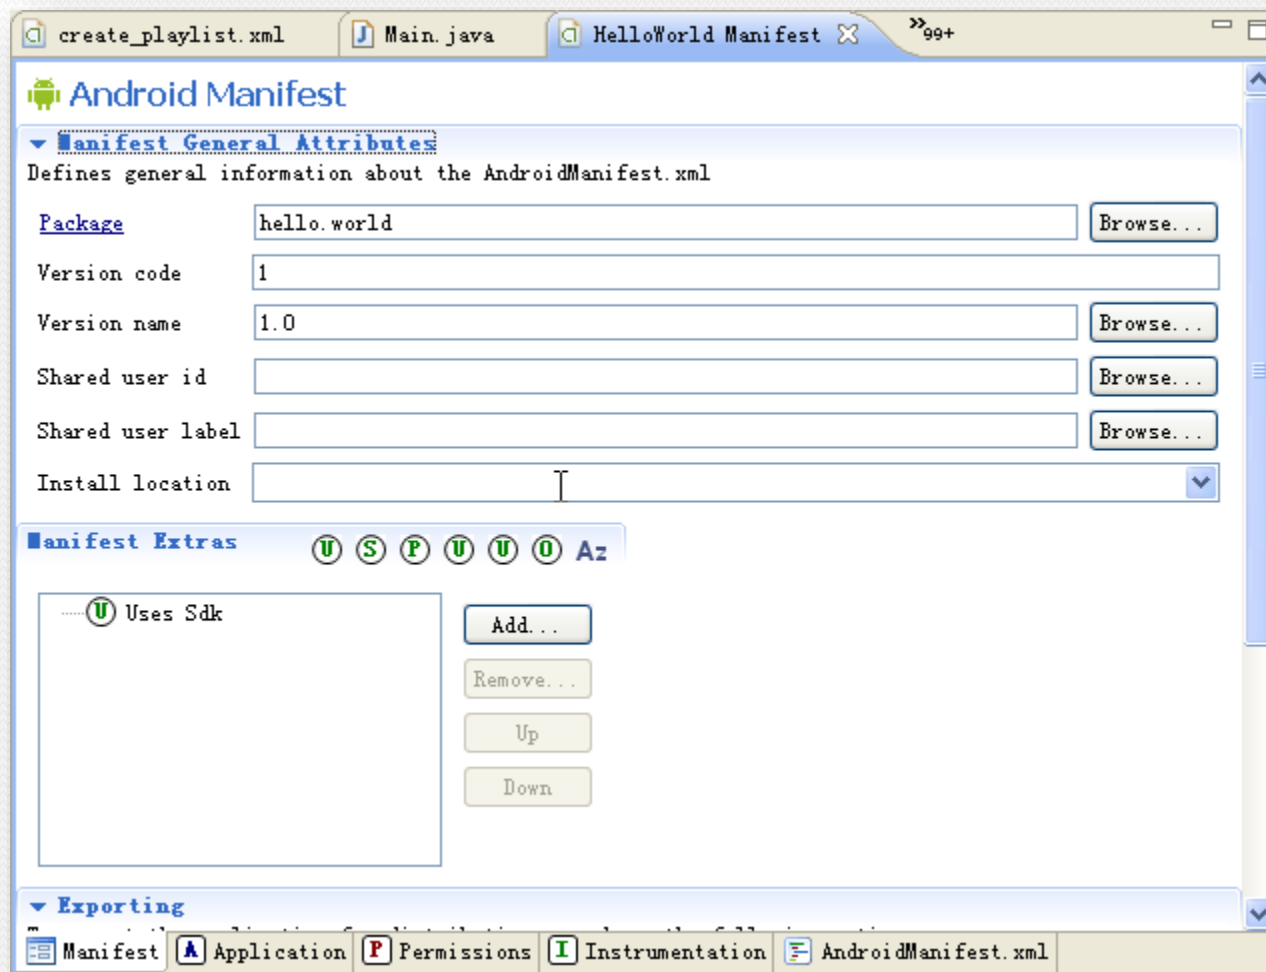 create_playlist.xml Main.java HelloWorld Manifest »99+
Android Manifest
Manifest General Attributes
Defines general information about the AndroidManifest.xml
Package hello.world Browse...
Version code 1
Version name 1.0 Browse...
Shared user id Browse...
Shared user label Browse...
Install location
Manifest Extras U S P U U O Az
U Uses Sdk
Add...
Remove...
Up
Down
Exporting
Manifest A Application P Permissions I Instrumentation AndroidManifest.xml